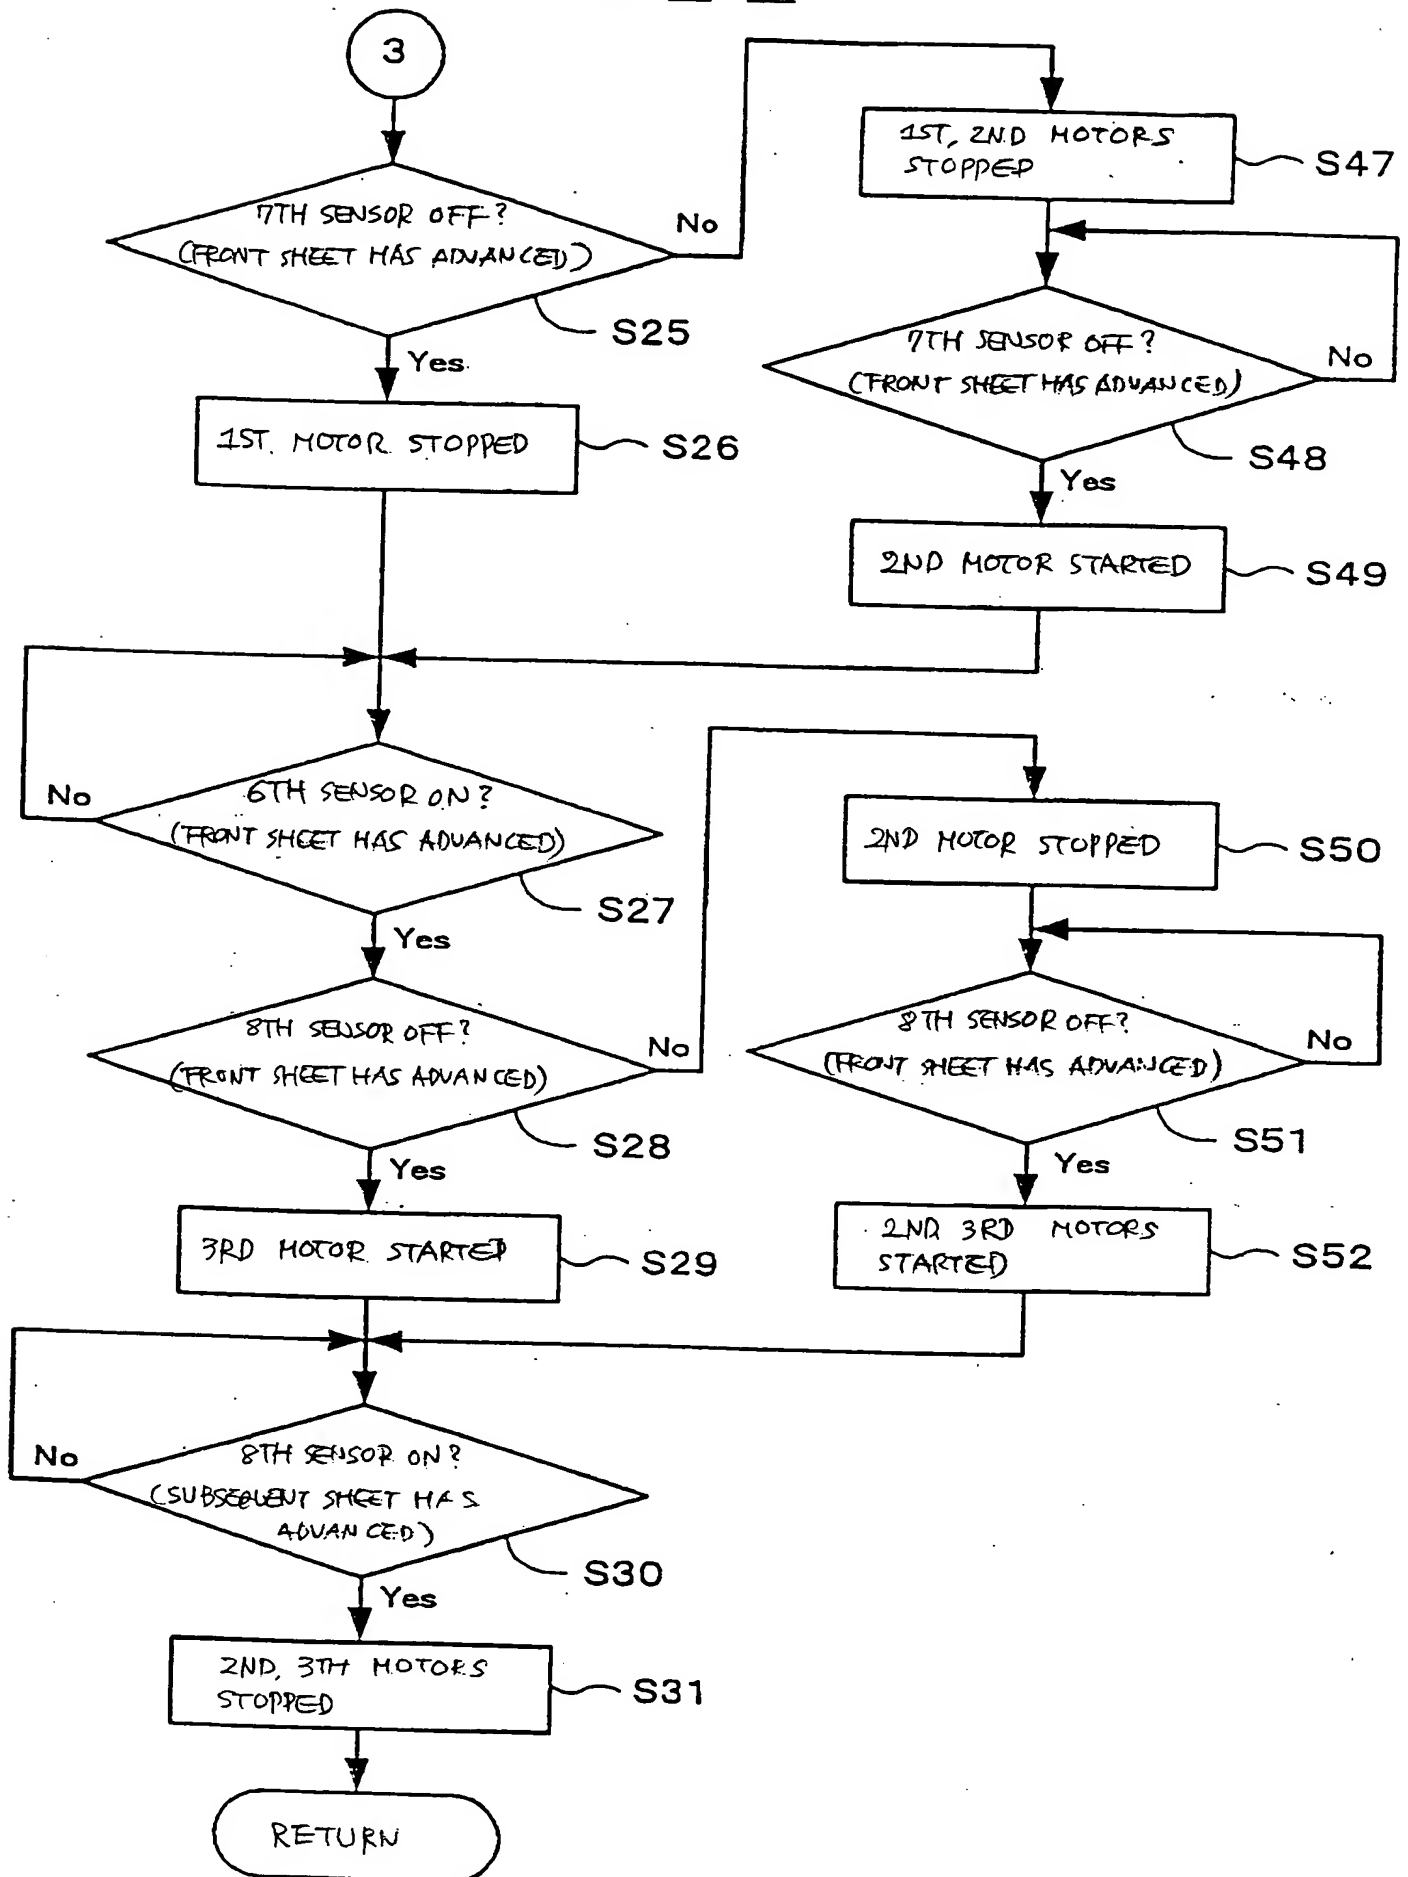 3
7TH SENSOR OFF?
(FRONT SHEET HAS ADVANCED)
No
S25
Yes
1ST. MOTOR STOPPED
S26
1ST, 2ND MOTORS
STOPPED
S47
7TH SENSOR OFF?
(FRONT SHEET HAS ADVANCED)
No
S48
Yes
2ND MOTOR STARTED
S49
6TH SENSOR ON?
(FRONT SHEET HAS ADVANCED)
No
S27
Yes
8TH SENSOR OFF?
(FRONT SHEET HAS ADVANCED)
No
S28
Yes
3RD MOTOR STARTED
S29
2ND MOTOR STOPPED
S50
8TH SENSOR OFF?
(FRONT SHEET HAS ADVANCED)
No
S51
Yes
2ND, 3RD MOTORS
STARTED
S52
8TH SENSOR ON?
(SUBSEQUENT SHEET HAS
ADVANCED)
No
S30
Yes
2ND, 3TH MOTORS
STOPPED
S31
RETURN